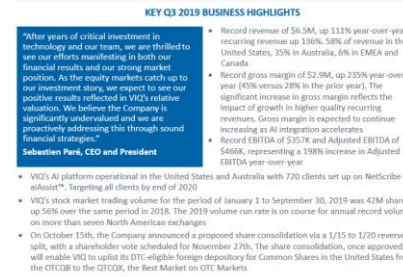 KEY Q3 2019 BUSINESS HIGHLIGHTS
"After years of critical investment in
technology and our team, we are thrilled to
see our efforts manifesting in both our
financial results and our strong market
position. As the equity markets catch up to
our investment story, we expect to see our
positive results reflected in VIQ's relative
valuation. We believe the Company is
significantly undervalued and we are
proactively addressing this through sound
financial strategies."
Sebastien Paré, CEO and President
• Record revenue of $6.5M, up 111% year-over-yea
recurring revenue up 136%. 58% of revenue in th
United States, 35% in Australia, 6% in EMEA and
Canada
• Record gross margin of $2.9M, up 235% year-over
year (45% versus 28% in the prior year). The
significant increase in gross margin reflects the
impact of growth in higher quality recurring
revenues. Gross margin is expected to continue
increasing as AI integration accelerates
• Record EBITDA of $357K and Adjusted EBITDA of
$466K, representing a 198% increase in Adjusted
EBITDA year-over-year
• VIQ's AI platform operational in the United States and Australia with 720 clients set up on NetScribe
aiAssist™. Targeting all clients by end of 2020
• VIQ's stock market trading volume for the period of January 1 to September 30, 2019 was 42M share
up 56% over the same period in 2018. The 2019 volume run rate is on course for annual record volum
on more than seven North American exchanges
• On October 15th, the Company announced a proposed share consolidation via a 1/15 to 1/20 reverse
split, with a shareholder vote scheduled for November 27th. The share consolidation, once approved,
will enable VIQ to uplist its DTC-eligible foreign depository for Common Shares in the United States fr
the OTCQB to the QTCQX, the Best Market on OTC Markets